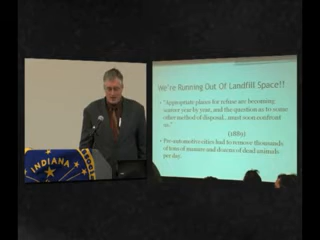 We're Running Out Of Landfill Space!!
"Appropriate places for refuse are becoming
scarcer year by year, and the question as to some
other method of disposal...must soon confront
us."
(1889)
Pre-automotive cities had to remove thousands
of tons of manure and dozens of dead animals
per day.
INDIANA